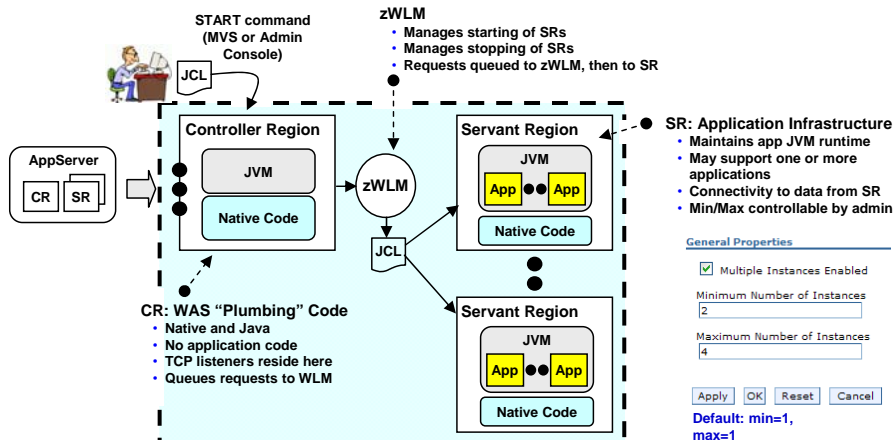 START command
(MVS or Admin
Console)
JCL
zWLM
• Manages starting of SRs
• Manages stopping of SRs
• Requests queued to zWLM, then to SR
AppServer
CR
SR
Controller Region
JVM
Native Code
zWLM
JCL
Servant Region
JVM
App
App
Native Code
Servant Region
JVM
App
App
Native Code
CR: WAS “Plumbing” Code
• Native and Java
• No application code
• TCP listeners reside here
• Queues requests to WLM
SR: Application Infrastructure
• Maintains app JVM runtime
• May support one or more
applications
• Connectivity to data from SR
• Min/Max controllable by admin
General Properties
Multiple Instances Enabled
Minimum Number of Instances
2
Maximum Number of Instances
4
Apply
OK
Reset
Cancel
Default: min=1,
max=1